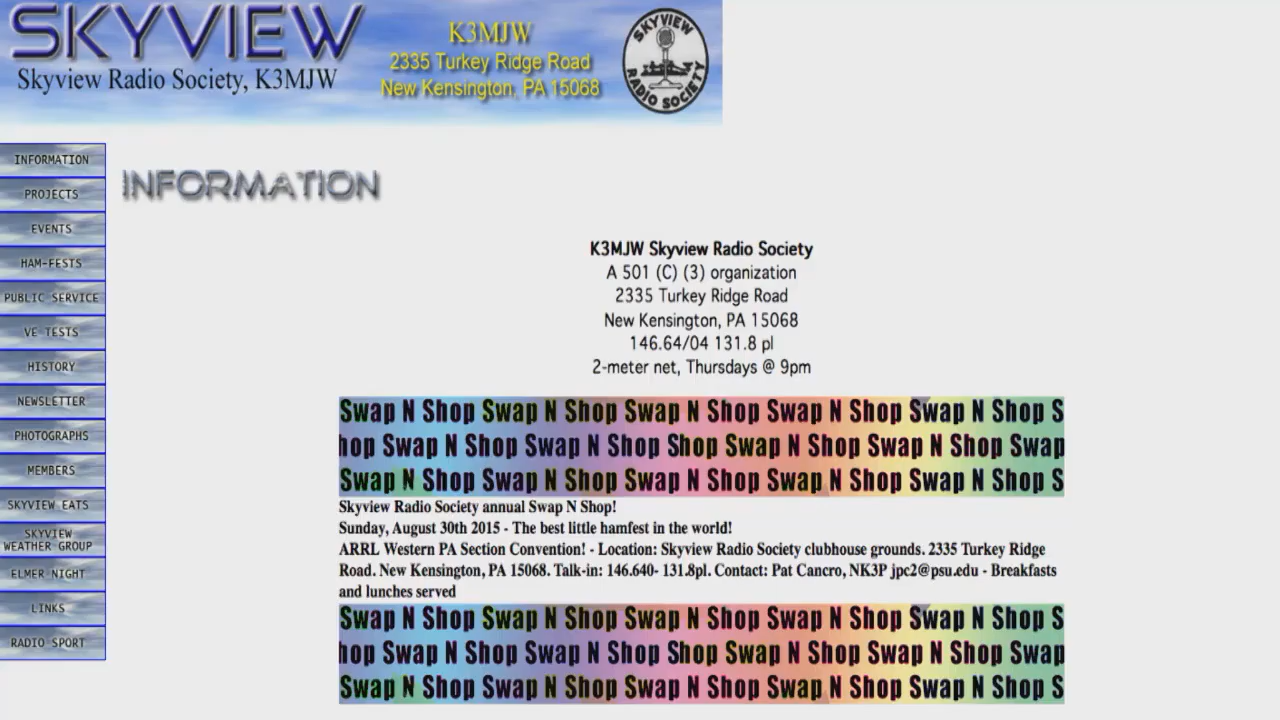 SKYVIEW
Skyview Radio Society, K3MJW
K3MJW
2335 Turkey Ridge Road
New Kensington, PA 15068
SKYVIEW
RADIO SOCIETY
INFORMATION
PROJECTS
EVENTS
HAM-FESTS
PUBLIC SERVICE
VE TESTS
HISTORY
NEWSLETTER
PHOTOGRAPHS
MEMBERS
SKYVIEW EATS
SKYVIEW
WEATHER GROUP
ELMER NIGHT
LINKS
RADIO SPORT
INFORMATION
K3MJW Skyview Radio Society
A 501 (C) (3) organization
2335 Turkey Ridge Road
New Kensington, PA 15068
146.64/04 131.8 pl
2-meter net, Thursdays @ 9pm
Swap N Shop Swap N Shop Swap N Shop Swap N Shop Swap N Shop S
hop Swap N Shop Swap N Shop Shop Swap N Shop Swap N Shop Swap
Swap N Shop Swap N Shop Swap N Shop Swap N Shop Swap N Shop S
Skyview Radio Society annual Swap N Shop!
Sunday, August 30th 2015 - The best little hamfest in the world!
ARRL Western PA Section Convention! - Location: Skyview Radio Society clubhouse grounds. 2335 Turkey Ridge
Road. New Kensington, PA 15068. Talk-in: 146.640- 131.8pl. Contact: Pat Cancro, NK3P jpc2@psu.edu - Breakfasts
and lunches served
Swap N Shop Swap N Shop Swap N Shop Swap N Shop Swap N Shop S
hop Swap N Shop Swap N Shop Shop Swap N Shop Swap N Shop Swap
Swap N Shop Swap N Shop Swap N Shop Swap N Shop Swap N Shop S